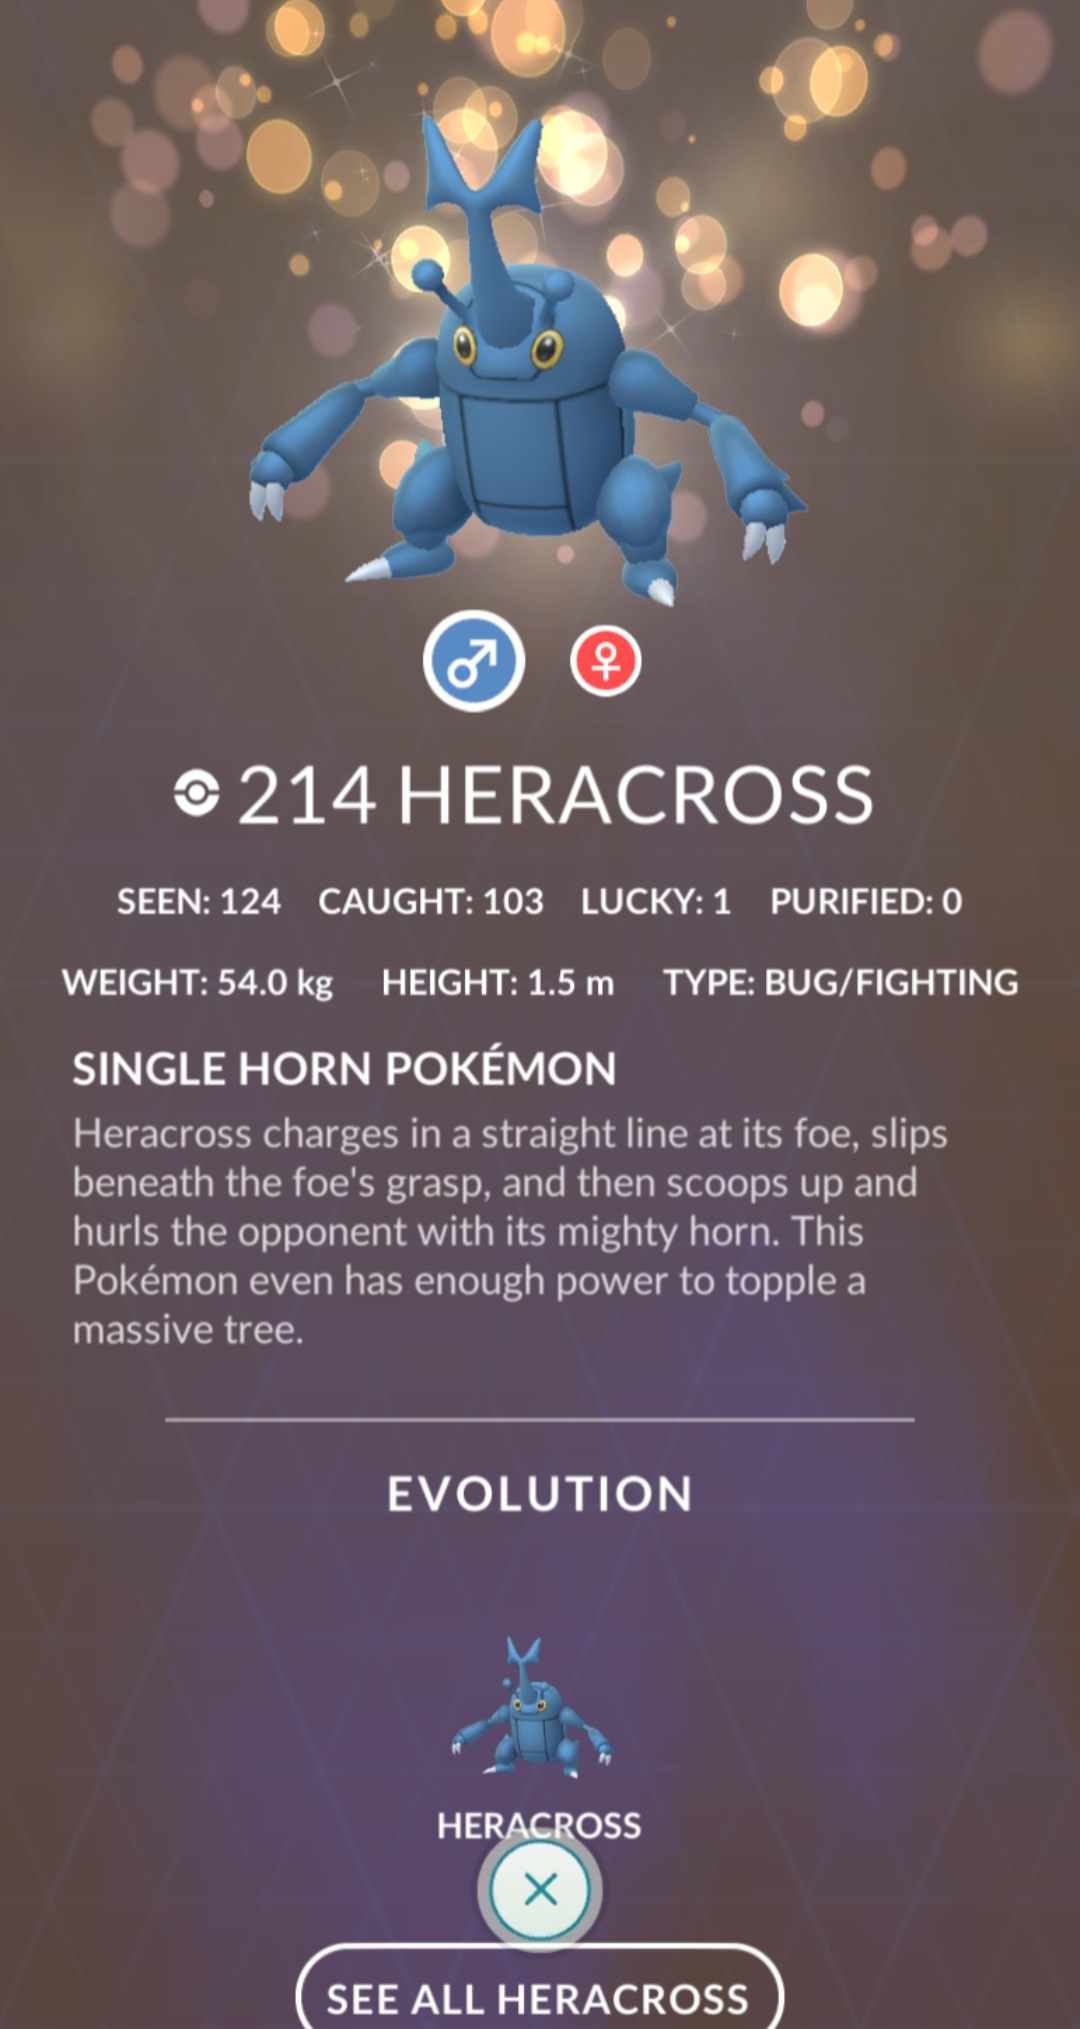 214 HERACROSS
SEEN: 124 CAUGHT: 103 LUCKY: 1 PURIFIED: 0
WEIGHT: 54.0 kg HEIGHT: 1.5 m TYPE: BUG/FIGHTING
SINGLE HORN POKÉMON
Heracross charges in a straight line at its foe, slips
beneath the foe's grasp, and then scoops up and
hurls the opponent with its mighty horn. This
Pokémon even has enough power to topple a
massive tree.
EVOLUTION
HERACROSS
SEE ALL HERACROSS